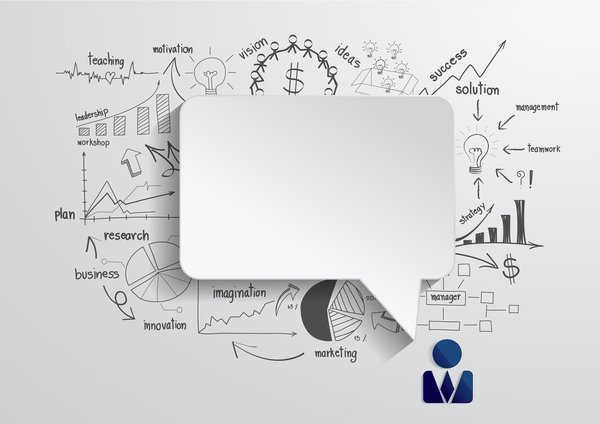 teaching
motivation
vision
ideas
success
solution
leadership
workshop
management
teamwork
? !
$
plan
strategy
research
business
$
innovation
imagination
manager
marketing